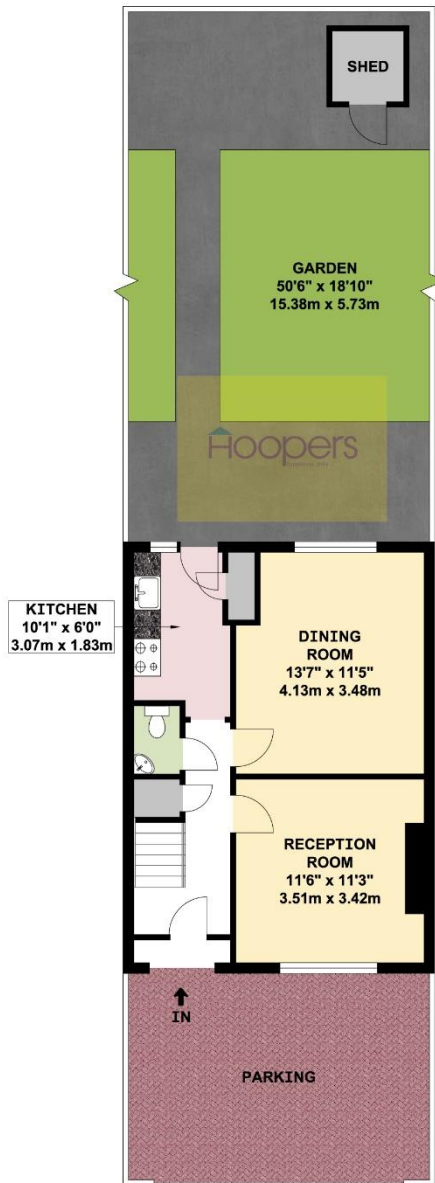 SHED
GARDEN
50'6" x 18'10"
15.38m x 5.73m
Hoopers
KITCHEN
10'1" x 6'0"
3.07m x 1.83m
DINING
ROOM
13'7" x 11'5"
4.13m x 3.48m
RECEPTION
ROOM
11'6" x 11'3"
3.51m x 3.42m
IN
PARKING